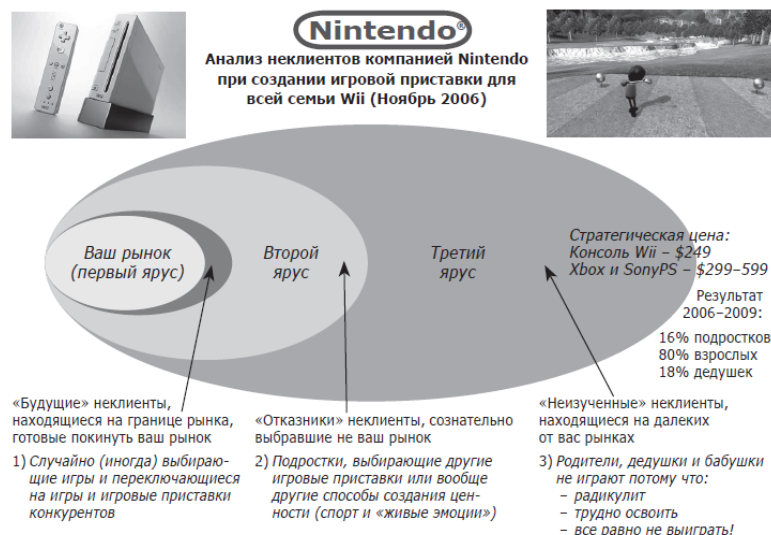 Nintendo®
Анализ неклиентов компанией Nintendo
при создании игровой приставки для
всей семьи Wii (Ноябрь 2006)
Ваш рынок
(первый ярус)
Второй
ярус
Третий
ярус
Стратегическая цена:
Консоль Wii – $249
Xbox и SonyPS – $299–599
Результат
2006–2009:
16% подростков
80% взрослых
18% дедушек
«Будущие» неклиенты,
находящиеся на границе рынка,
готовые покинуть ваш рынок
1) Случайно (иногда) выбираю-
щие игры и переключающиеся
на игры и игровые приставки
конкурентов
«Отказники» неклиенты, сознательно
выбравшие не ваш рынок
2) Подростки, выбирающие другие
игровые приставки или вообще
другие способы создания цен-
ности (спорт и «живые эмоции»)
«Неизученные» неклиенты,
находящиеся на далеких
от вас рынках
3) Родители, дедушки и бабушки
не играют потому что:
– радикулит
– трудно освоить
– все равно не выиграть!